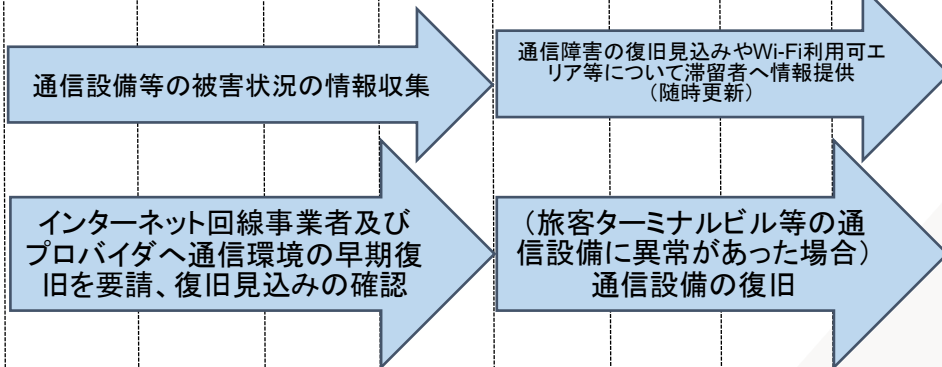 通信設備等の被害状況の情報収集
通信障害の復旧見込みやWi-Fi利用可エ
リア等について滞留者へ情報提供
（随時更新）
インターネット回線事業者及び
プロバイダへ通信環境の早期復
旧を要請、復旧見込みの確認
（旅客ターミナルビル等の通
信設備に異常があった場合）
通信設備の復旧